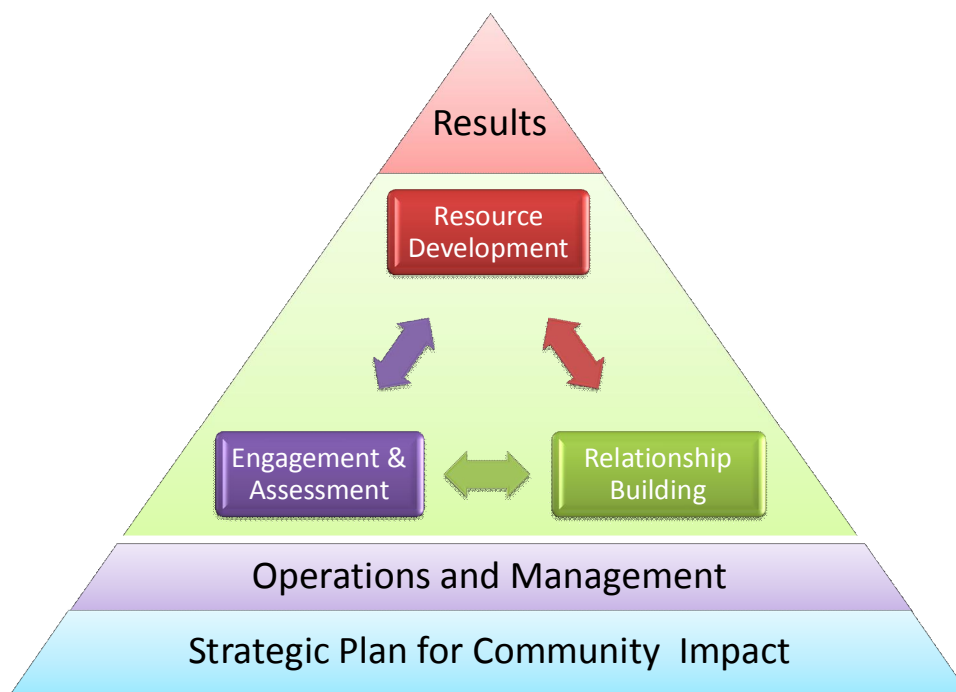 Results
Resource
Development
Engagement &
Assessment
Relationship
Building
Operations and Management
Strategic Plan for Community  Impact